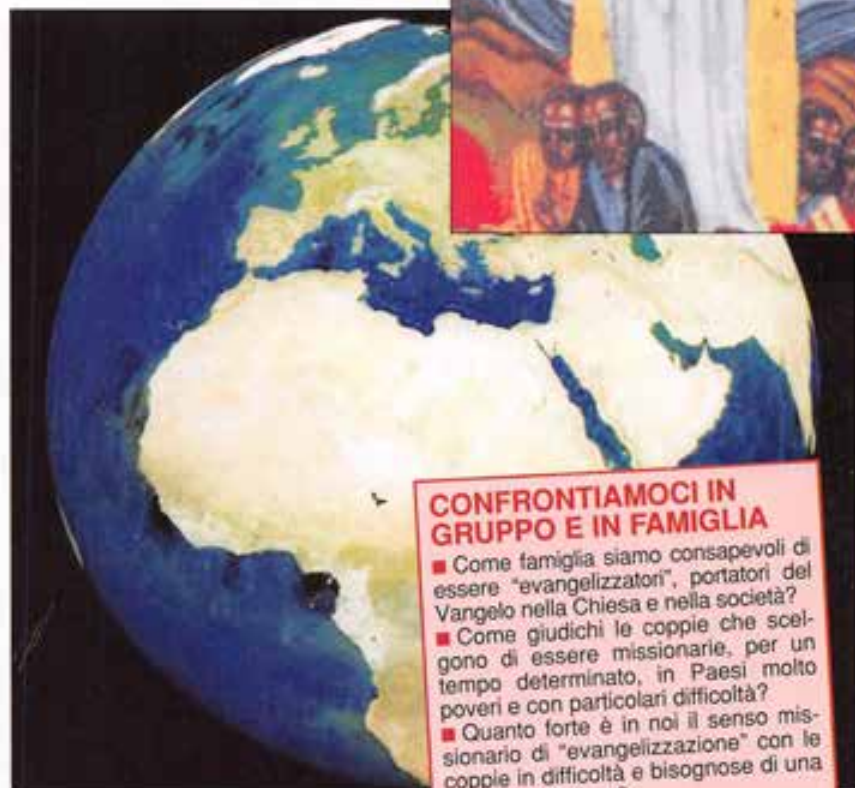 CONFRONTIAMOCI IN
GRUPPO E IN FAMIGLIA
■ Come famiglia siamo consapevoli di
essere "evangelizzatori", portatori del
Vangelo nella Chiesa e nella società?
■ Come giudichi le coppie che scel-
gono di essere missionarie, per un
tempo determinato, in Paesi molto
poveri e con particolari difficoltà?
■ Quanto forte è in noi il senso mis-
sionario di "evangelizzazione" con le
coppie in difficoltà e bisognose di una